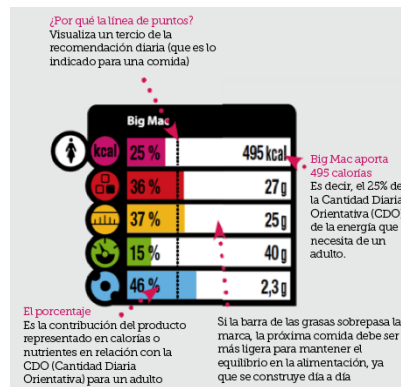 ¿Por qué la línea de puntos?
Visualiza un tercio de la
recomendación diaria (que es lo
indicado para una comida)
Big Mac
kcal 25 % 495 kcal
36 % 27 g
37 % 25 g
15 % 40 g
46 % 2,3 g
Big Mac aporta
495 calorías
Es decir, el 25% de
la Cantidad Diaria
Orientativa (CDO)
de la energía que
necesita de un
adulto.
El porcentaje
Es la contribución del producto
representado en calorías o
nutrientes en relación con la
CDO (Cantidad Diaria
Orientativa) para un adulto
Si la barra de las grasas sobrepasa la
marca, la próxima comida debe ser
más ligera para mantener el
equilibrio en la alimentación, ya
que se construye día a día